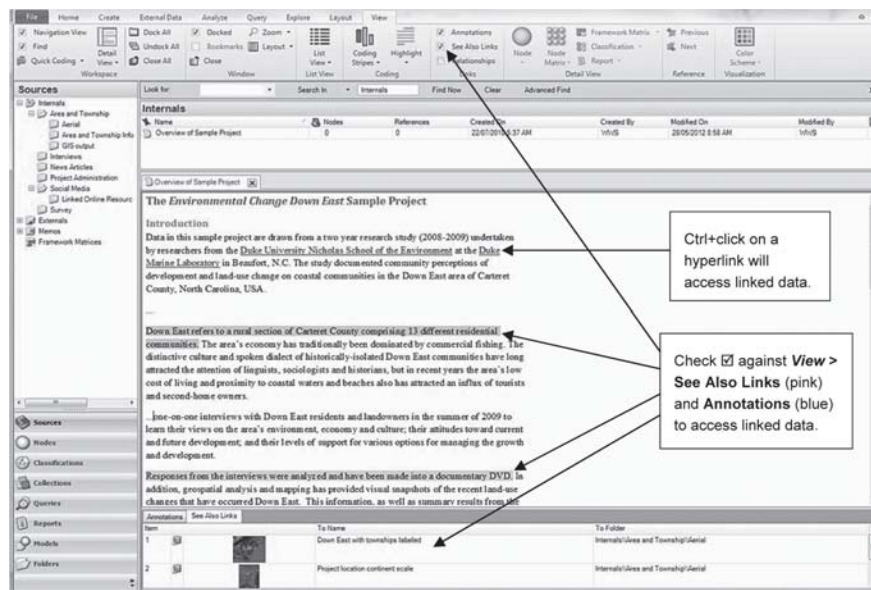 File Home Create External Data Analyze Query Explore Layout View
Navigation View Dock All Docked Zoom Annotations Framework Matrix Previous
Find Undock All Bookmarks Layout See Also Links Classification Next
Quick Coding Detail View Close All Close List View Coding Stripes Highlight Relationships Node Node Matrix Report Color Scheme
Workspace Window List View Coding Links Detail View Reference Visualization
Sources
Internals
Area and Township
Aerial
Area and Township Info
GIS output
Interviews
News Articles
Project Administration
Social Media
Linked Online Resourc
Survey
Externals
Memos
Framework Matrices
Sources
Nodes
Classifications
Collections
Queries
Reports
Models
Folders
Look for: Search In Internals Find Now Clear Advanced Find
Internals
Name Nodes References Created On Created By Modified On Modified By
Overview of Sample Project 0 0 WWS 28/05/2012 8:58 AM WWS
Overview of Sample Project
The Environmental Change Down East Sample Project
Introduction
Data in this sample project are drawn from a two year research study (2008-2009) undertaken
by researchers from the Duke University Nicholas School of the Environment at the Duke
Marine Laboratory in Beaufort, N.C. The study documented community perceptions of
development and land-use change on coastal communities in the Down East area of Carteret
County, North Carolina, USA.
...
Down East refers to a rural section of Carteret County comprising 13 different residential
communities. The area's economy has traditionally been dominated by commercial fishing. The
distinctive culture and spoken dialect of historically-isolated Down East communities have long
attracted the attention of linguists, sociologists and historians, but in recent years the area's low
cost of living and proximity to coastal waters and beaches also has attracted an influx of tourists
and second-home owners.
...one-on-one interviews with Down East residents and landowners in the summer of 2009 to
learn their views on the area's environment, economy and culture; their attitudes toward current
and future development; and their levels of support for various options for managing the growth
and development.
Responses from the interviews were analyzed and have been made into a documentary DVD. In
addition, geospatial analysis and mapping has provided visual snapshots of the recent land-use
changes that have occurred Down East. This information, as well as summary results from the
Annotations See Also Links
Item To Name To Folder
1 Down East with townships labeled Internals\Area and Township\Aerial
2 Project location continent scale Internals\Area and Township\Aerial
Ctrl+click on a
hyperlink will
access linked data.
Check ☑ against View >
See Also Links (pink)
and Annotations (blue)
to access linked data.